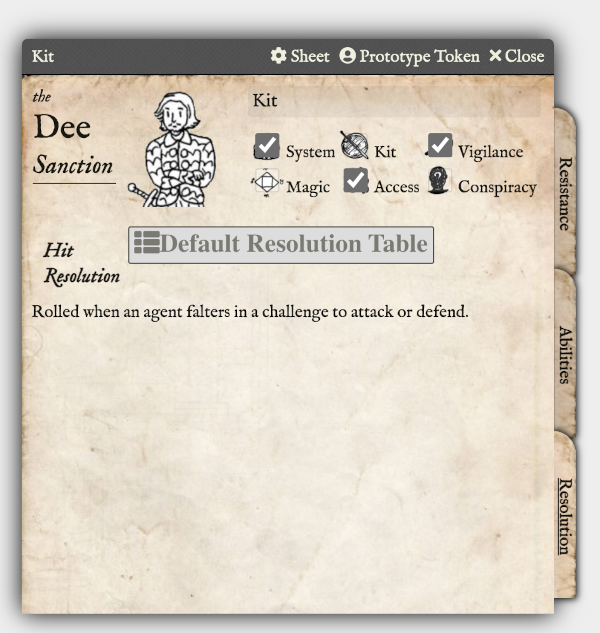 Kit Sheet Prototype Token Close
the
Dee
Sanction
Kit
System Kit Vigilance
Magic Access Conspiracy
Hit
Resolution
Default Resolution Table
Rolled when an agent falters in a challenge to attack or defend.
Resistance
Abilities
Resolution